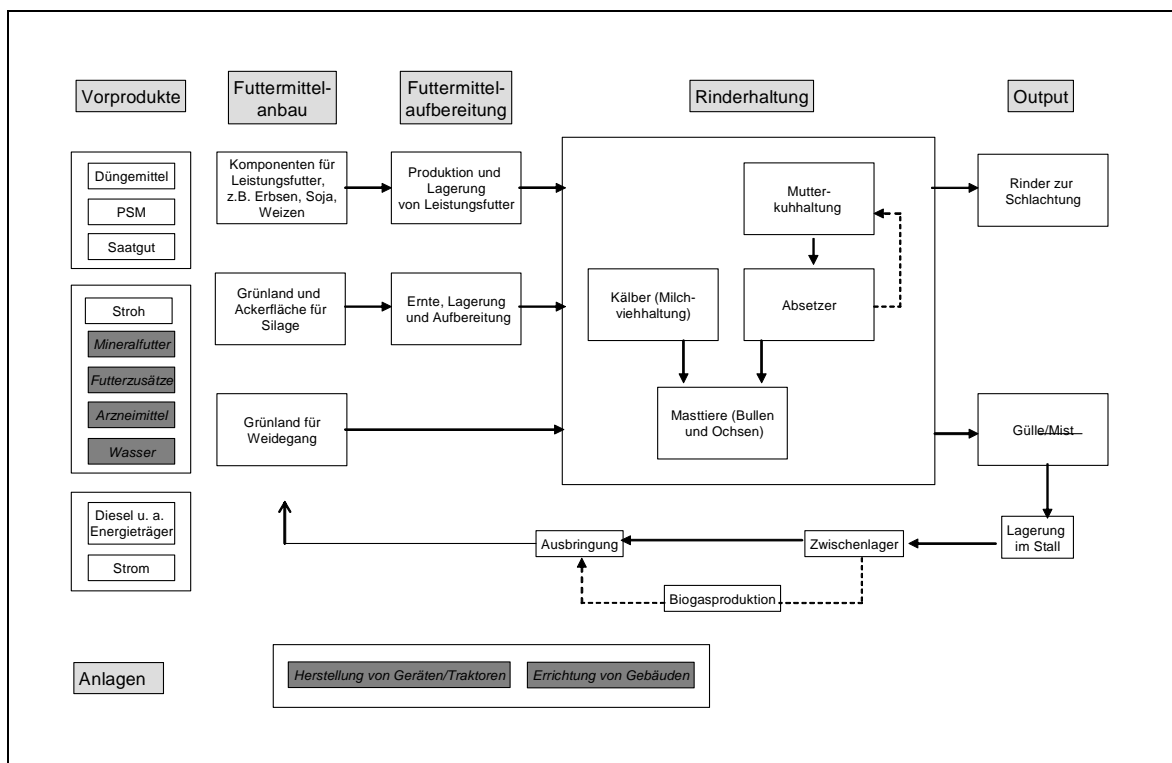 Vorprodukte
Futtermittel-
anbau
Futtermittel-
aufbereitung
Rinderhaltung
Output
Düngemittel
PSM
Saatgut
Komponenten für
Leistungsfutter,
z.B. Erbsen, Soja,
Weizen
Produktion und
Lagerung
von Leistungsfutter
Mutter-
kuhhaltung
Rinder zur
Schlachtung
Stroh
Mineralfutter
Futterzusätze
Arzneimittel
Wasser
Grünland und
Ackerfläche für
Silage
Ernte, Lagerung
und Aufbereitung
Kälber (Milch-
viehhaltung)
Absetzer
Grünland für
Weidegang
Masttiere (Bullen
und Ochsen)
Gülle/Mist
Diesel u. a.
Energieträger
Strom
Ausbringung
Zwischenlager
Lagerung
im Stall
Biogasproduktion
Anlagen
Herstellung von Geräten/Traktoren
Errichtung von Gebäuden